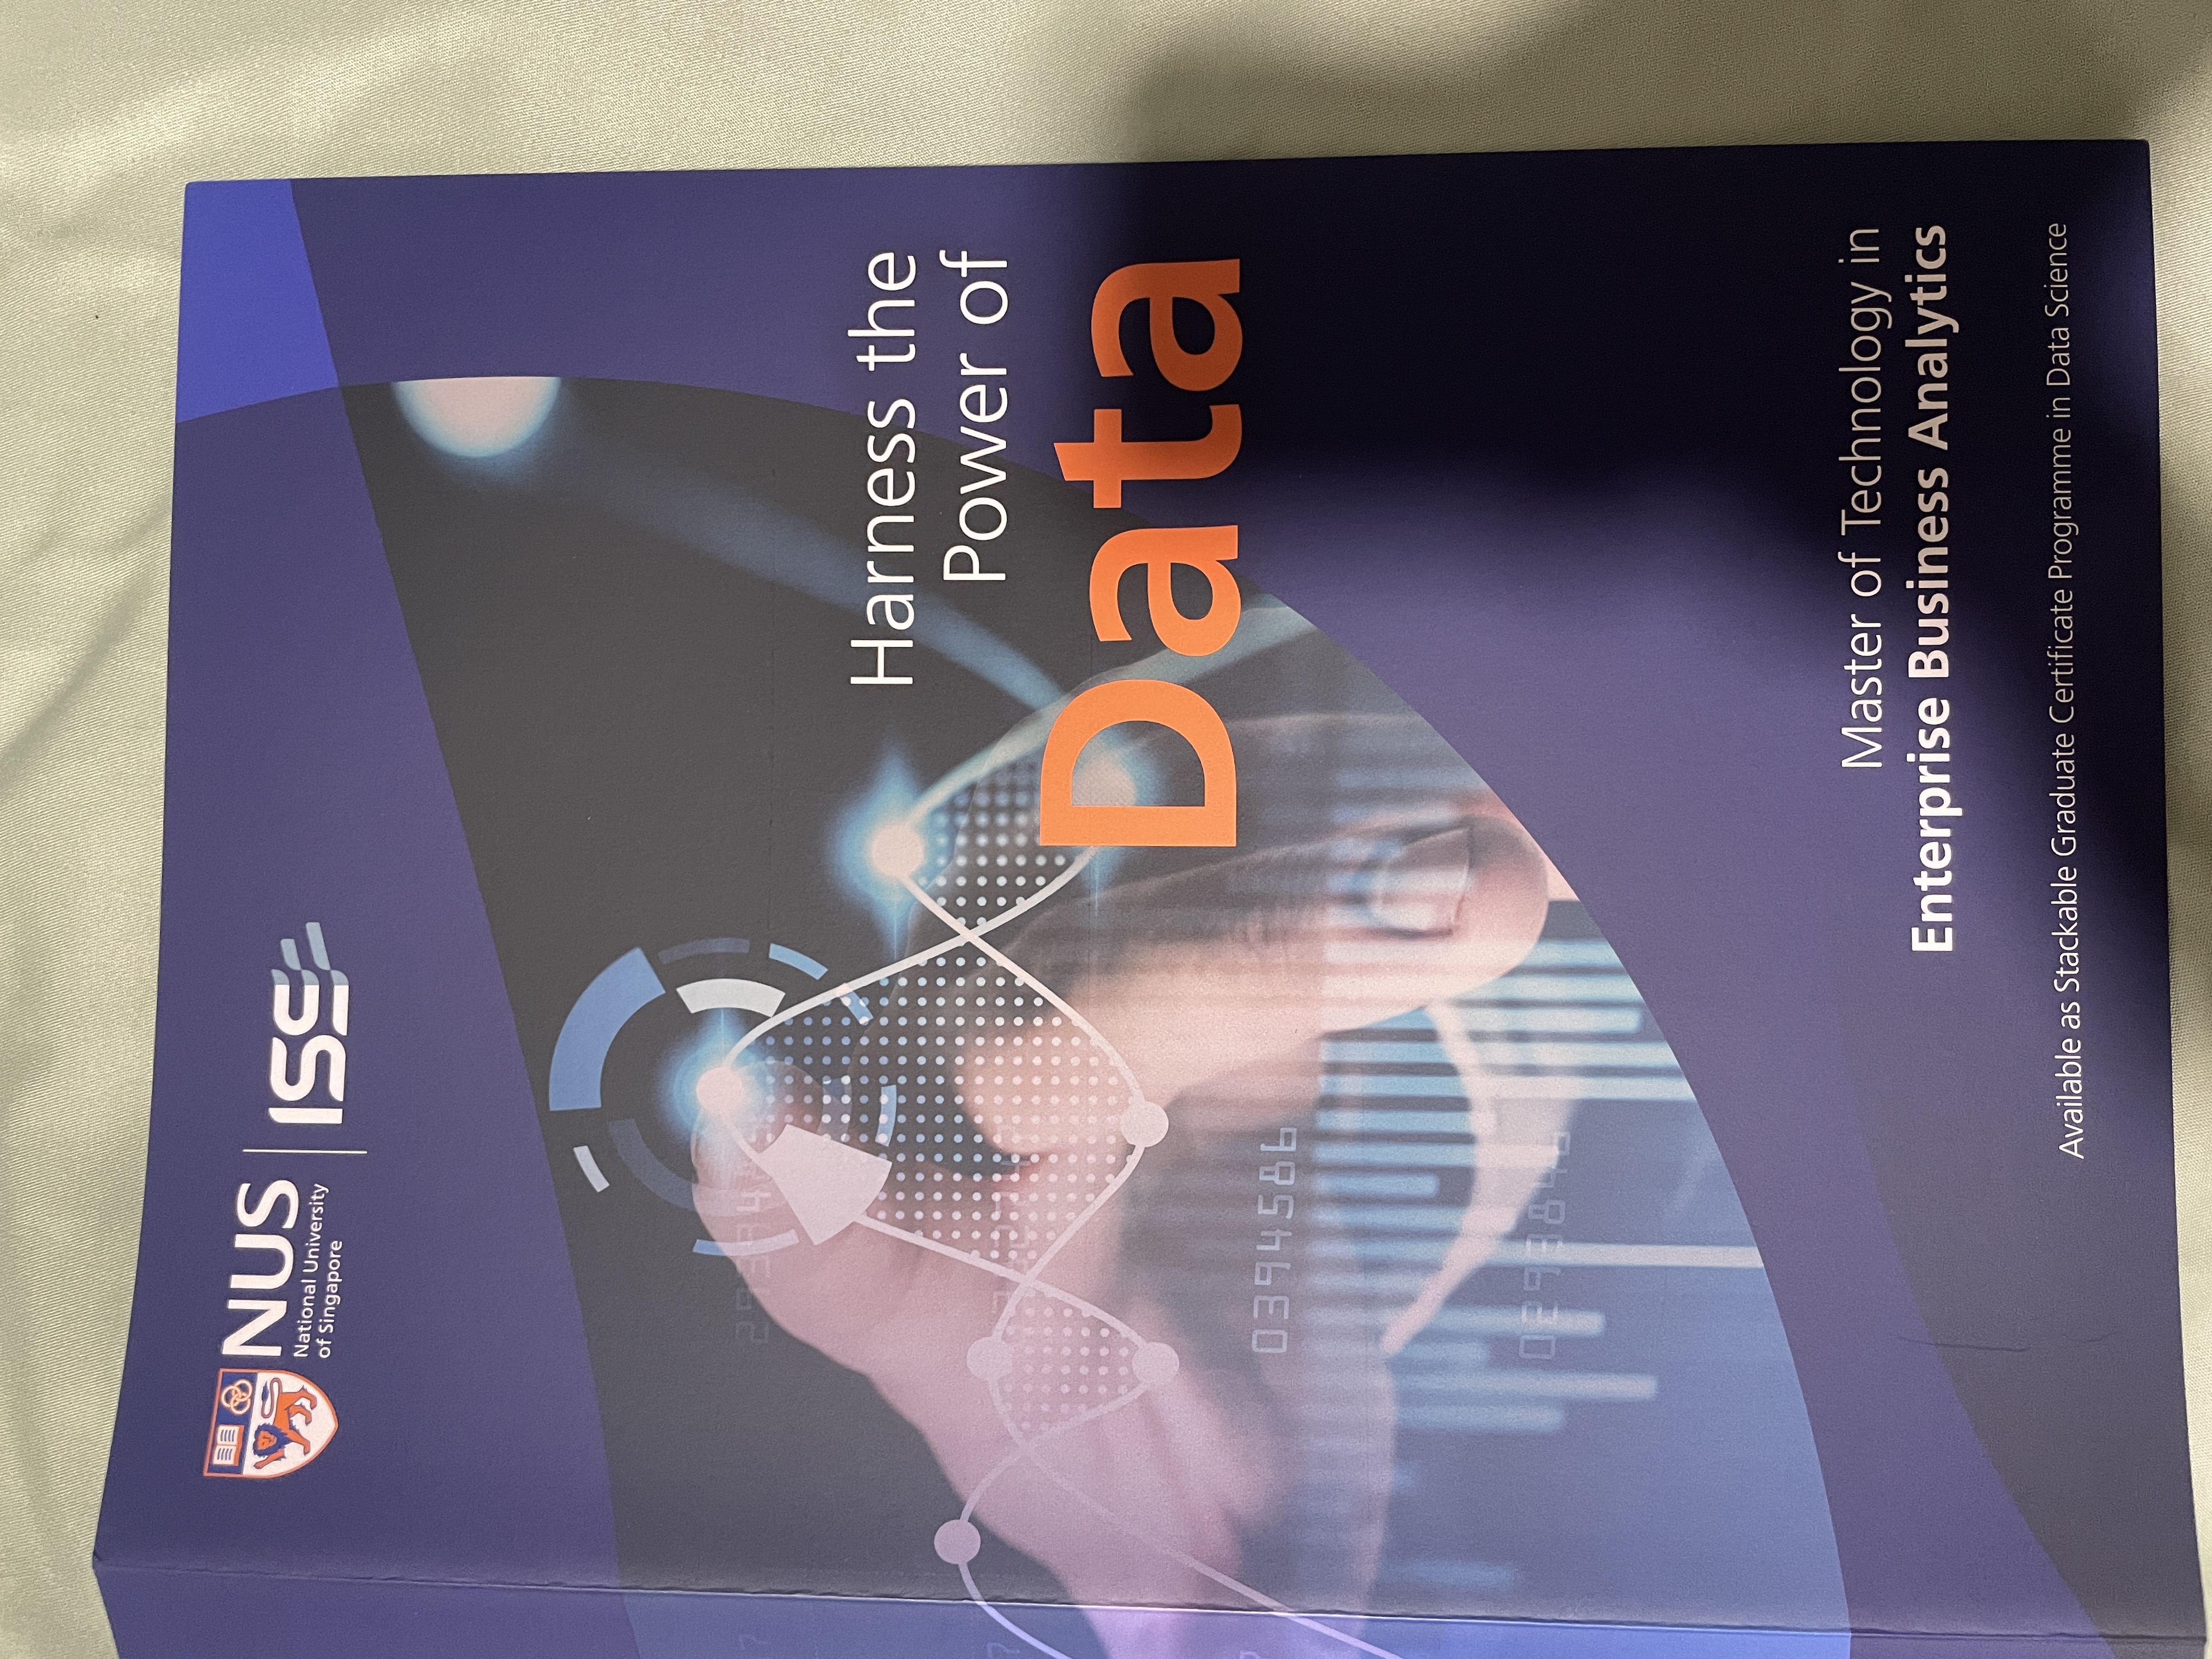 NUS
National University
of Singapore
ISS
Harness the
Power of
Data
0394586
Master of Technology in
Enterprise Business Analytics
Available as Stackable Graduate Certificate Programme in Data Science